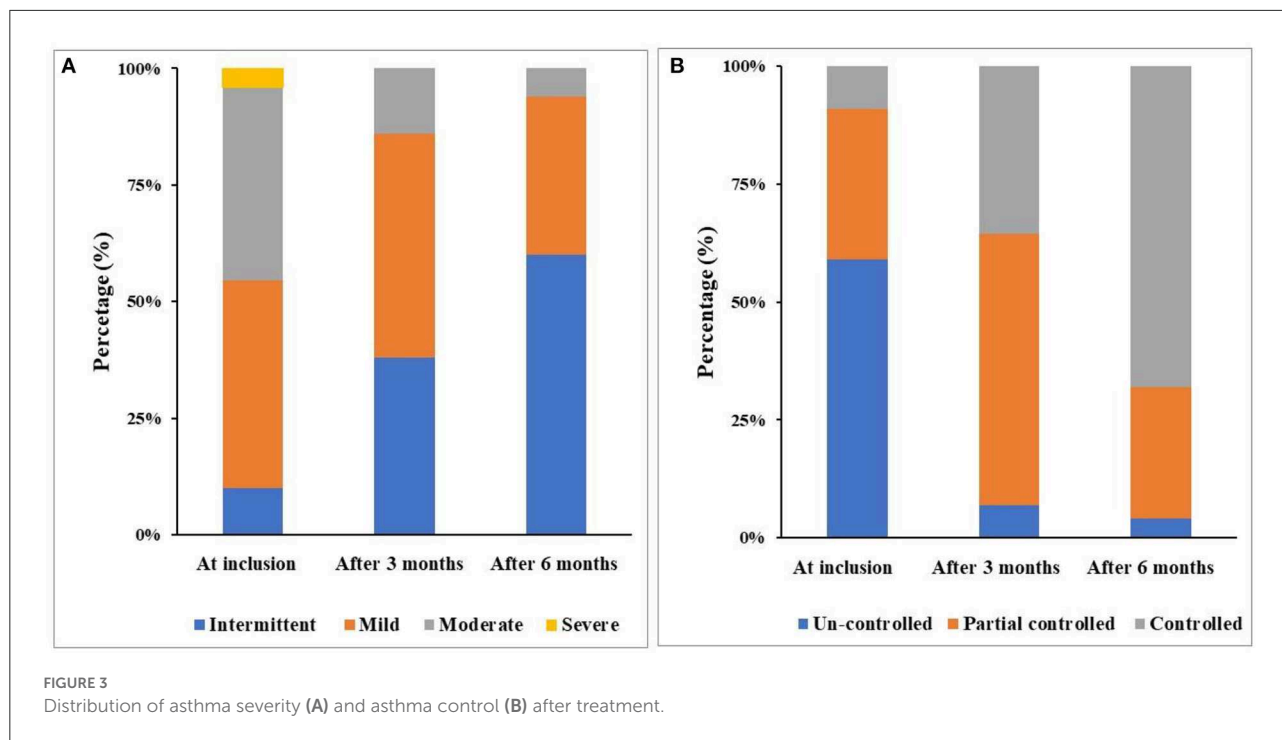 A
100%
75%
50%
25%
0%
Percetage (%)
At inclusion After 3 months After 6 months
Intermittent Mild Moderate Severe
B
100%
75%
50%
25%
0%
Percentage (%)
At inclusion After 3 months After 6 months
Un-controlled Partial controlled Controlled
FIGURE 3
Distribution of asthma severity (A) and asthma control (B) after treatment.